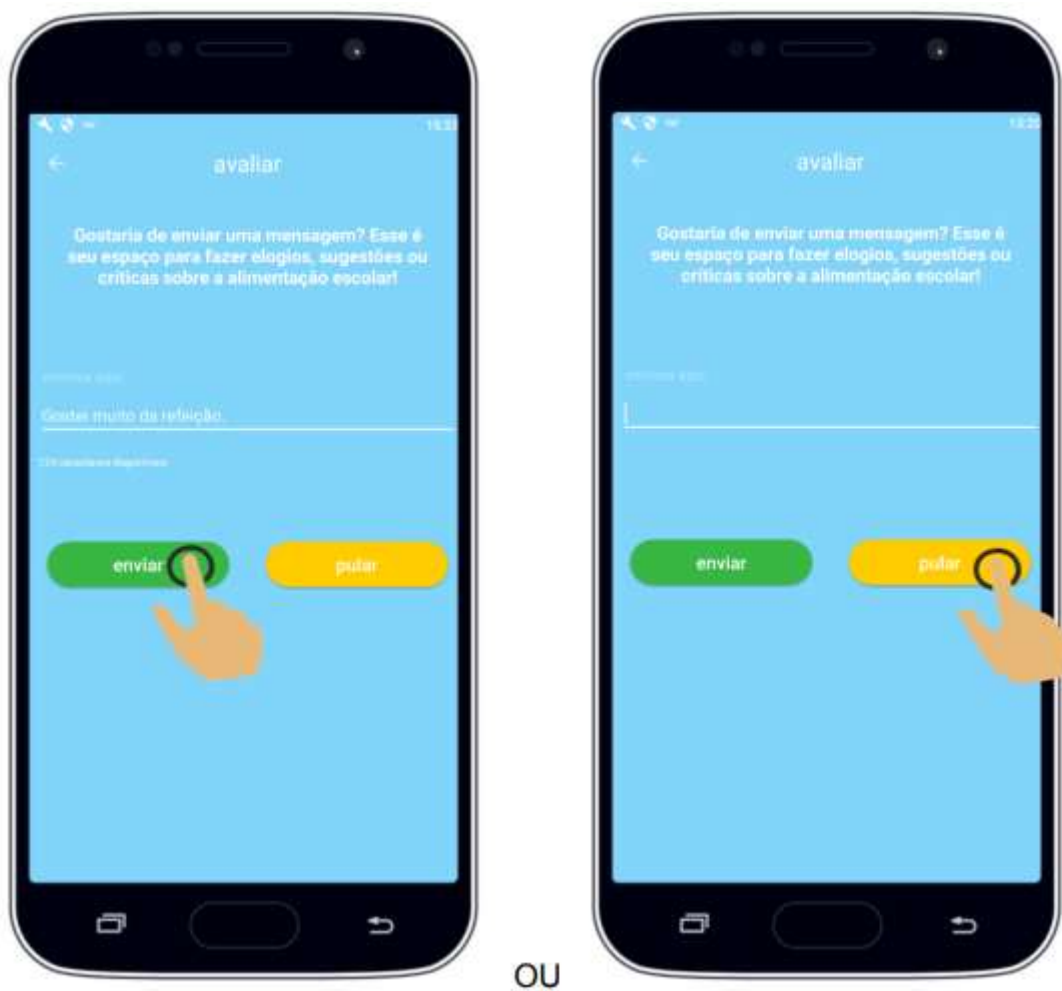 avaliar
Gostaria de enviar uma mensagem? Esse é
seu espaço para fazer elogios, sugestões ou
críticas sobre a alimentação escolar!
Gostei muito da refeição.
enviar
pular
OU
avaliar
Gostaria de enviar uma mensagem? Esse é
seu espaço para fazer elogios, sugestões ou
críticas sobre a alimentação escolar!
enviar
pular